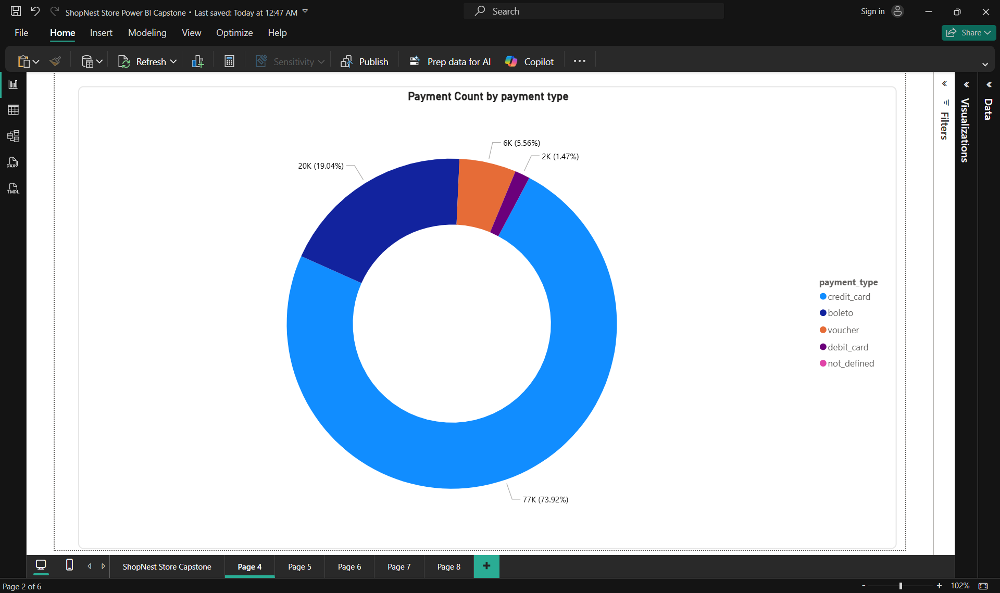 ShopNest Store Power BI Capstone • Last saved: Today at 12:47 AM
Search
Sign in
File
Home
Insert
Modeling
View
Optimize
Help
Share
Refresh
Sensitivity
Publish
Prep data for AI
Copilot
DAX
TMDL
Payment Count by payment type
6K (5.56%)
2K (1.47%)
20K (19.04%)
77K (73.92%)
payment_type
credit_card
boleto
voucher
debit_card
not_defined
Filters
Visualizations
Data
ShopNest Store Capstone
Page 4
Page 5
Page 6
Page 7
Page 8
+
Page 2 of 6
- +
102%